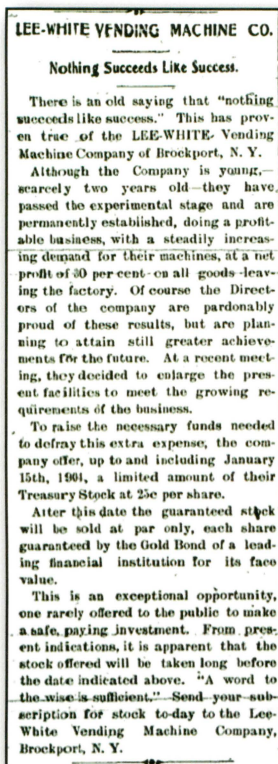 LEE-WHITE VENDING MACHINE CO.
Nothing Succeeds Like Success.
There is an old saying that "nothing
succeeds like success." This has prov-
en true of the LEE-WHITE Vending
Machine Company of Brockport, N. Y.
Although the Company is young,—
scarcely two years old—they have
passed the experimental stage and are
permanently established, doing a profit-
able business, with a steadily increas-
ing demand for their machines, at a net
profit of 30 per cent on all goods leav-
ing the factory. Of course the Direct-
ors of the company are pardonably
proud of these results, but are plan-
ning to attain still greater achieve-
ments for the future. At a recent meet-
ing, they decided to enlarge the pres-
ent facilities to meet the growing re-
quirements of the business.
To raise the necessary funds needed
to defray this extra expense, the com-
pany offer, up to and including January
15th, 1904, a limited amount of their
Treasury Stock at 25c per share.
After this date the guaranteed stock
will be sold at par only, each share
guaranteed by the Gold Bond of a lead-
ing financial institution for its face
value.
This is an exceptional opportunity,
one rarely offered to the public to make
a safe, paying investment. From pres-
ent indications, it is apparent that the
stock offered will be taken long before
the date indicated above. "A word to
the wise is sufficient." Send your sub-
scription for stock to-day to the Lee-
White Vending Machine Company,
Brockport, N. Y.